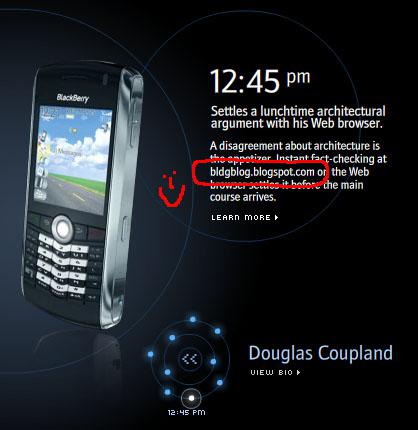 12:45 pm
Settles a lunchtime architectural
argument with his Web browser.
A disagreement about architecture is
the appetizer. Instant fact-checking at
bldgblog.blogspot.com on the Web
browser settles it before the main
course arrives.
LEARN MORE
BlackBerry
Messages
<<
Douglas Coupland
VIEW BIO
12:45 PM